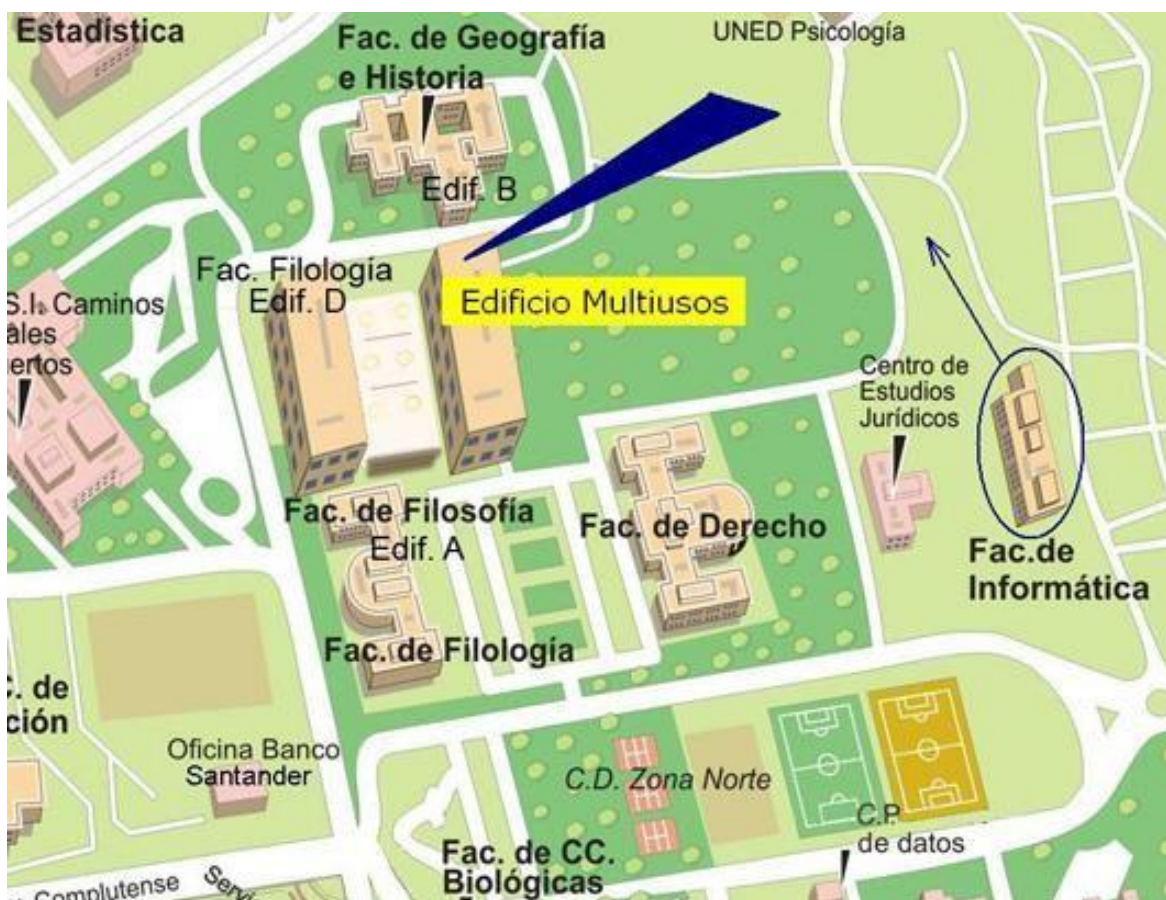 Estadística
Fac. de Geografía
e Historia
UNED Psicología
Edif. B
Fac. Filología
Edif. D
Edificio Multiusos
S.I. Caminos
ales
ertos
Centro de
Estudios
Jurídicos
Fac. de Filosofía
Edif. A
Fac. de Derecho
Fac.de
Informática
Fac. de Filología
C. de
ción
Oficina Banco
Santander
C.D. Zona Norte
C.P.
de datos
Fac. de CC.
Biológicas
Complutense
Servi